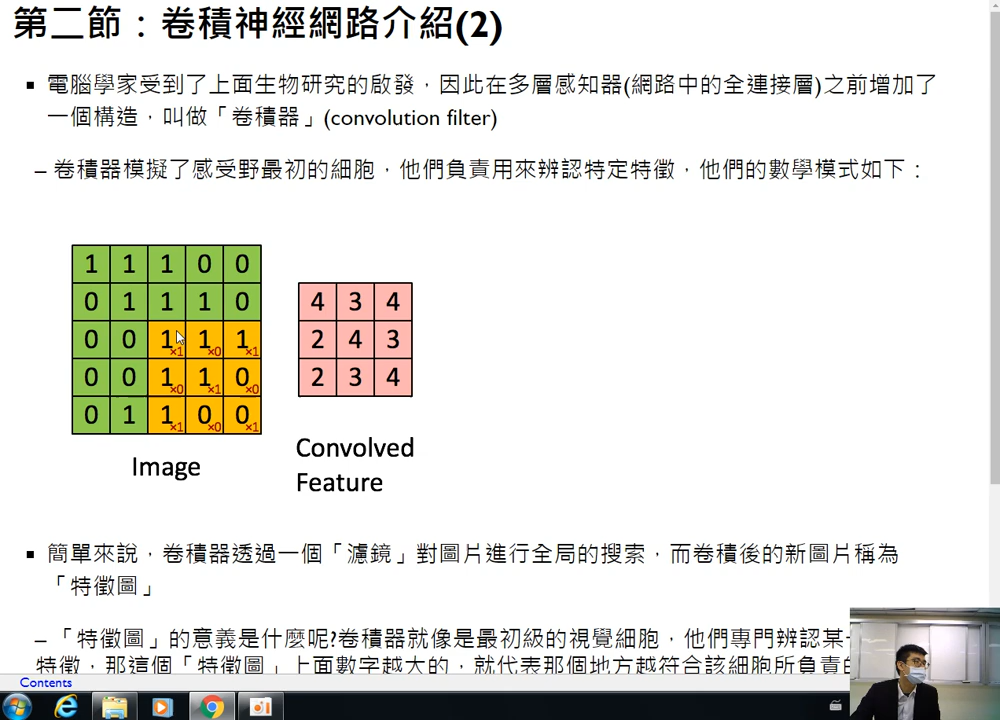 第二節：卷積神經網路介紹(2)
▪ 電腦學家受到了上面生物研究的啟發，因此在多層感知器(網路中的全連接層)之前增加了
一個構造，叫做「卷積器」(convolution filter)
– 卷積器模擬了感受野最初的細胞，他們負責用來辨認特定特徵，他們的數學模式如下：
1 1 1 0 0
0 1 1 1 0
0 0 1×1 1×0 1×1
0 0 1×0 1×1 0×0
0 1 1×1 0×0 0×1
Image
4 3 4
2 4 3
2 3 4
Convolved
Feature
▪ 簡單來說，卷積器透過一個「濾鏡」對圖片進行全局的搜索，而卷積後的新圖片稱為
「特徵圖」
– 「特徵圖」的意義是什麼呢?卷積器就像是最初級的視覺細胞，他們專門辨認某
特徵，那這個「特徵圖」上面數字越大的，就代表那個地方越符合該細胞所負責的
Contents